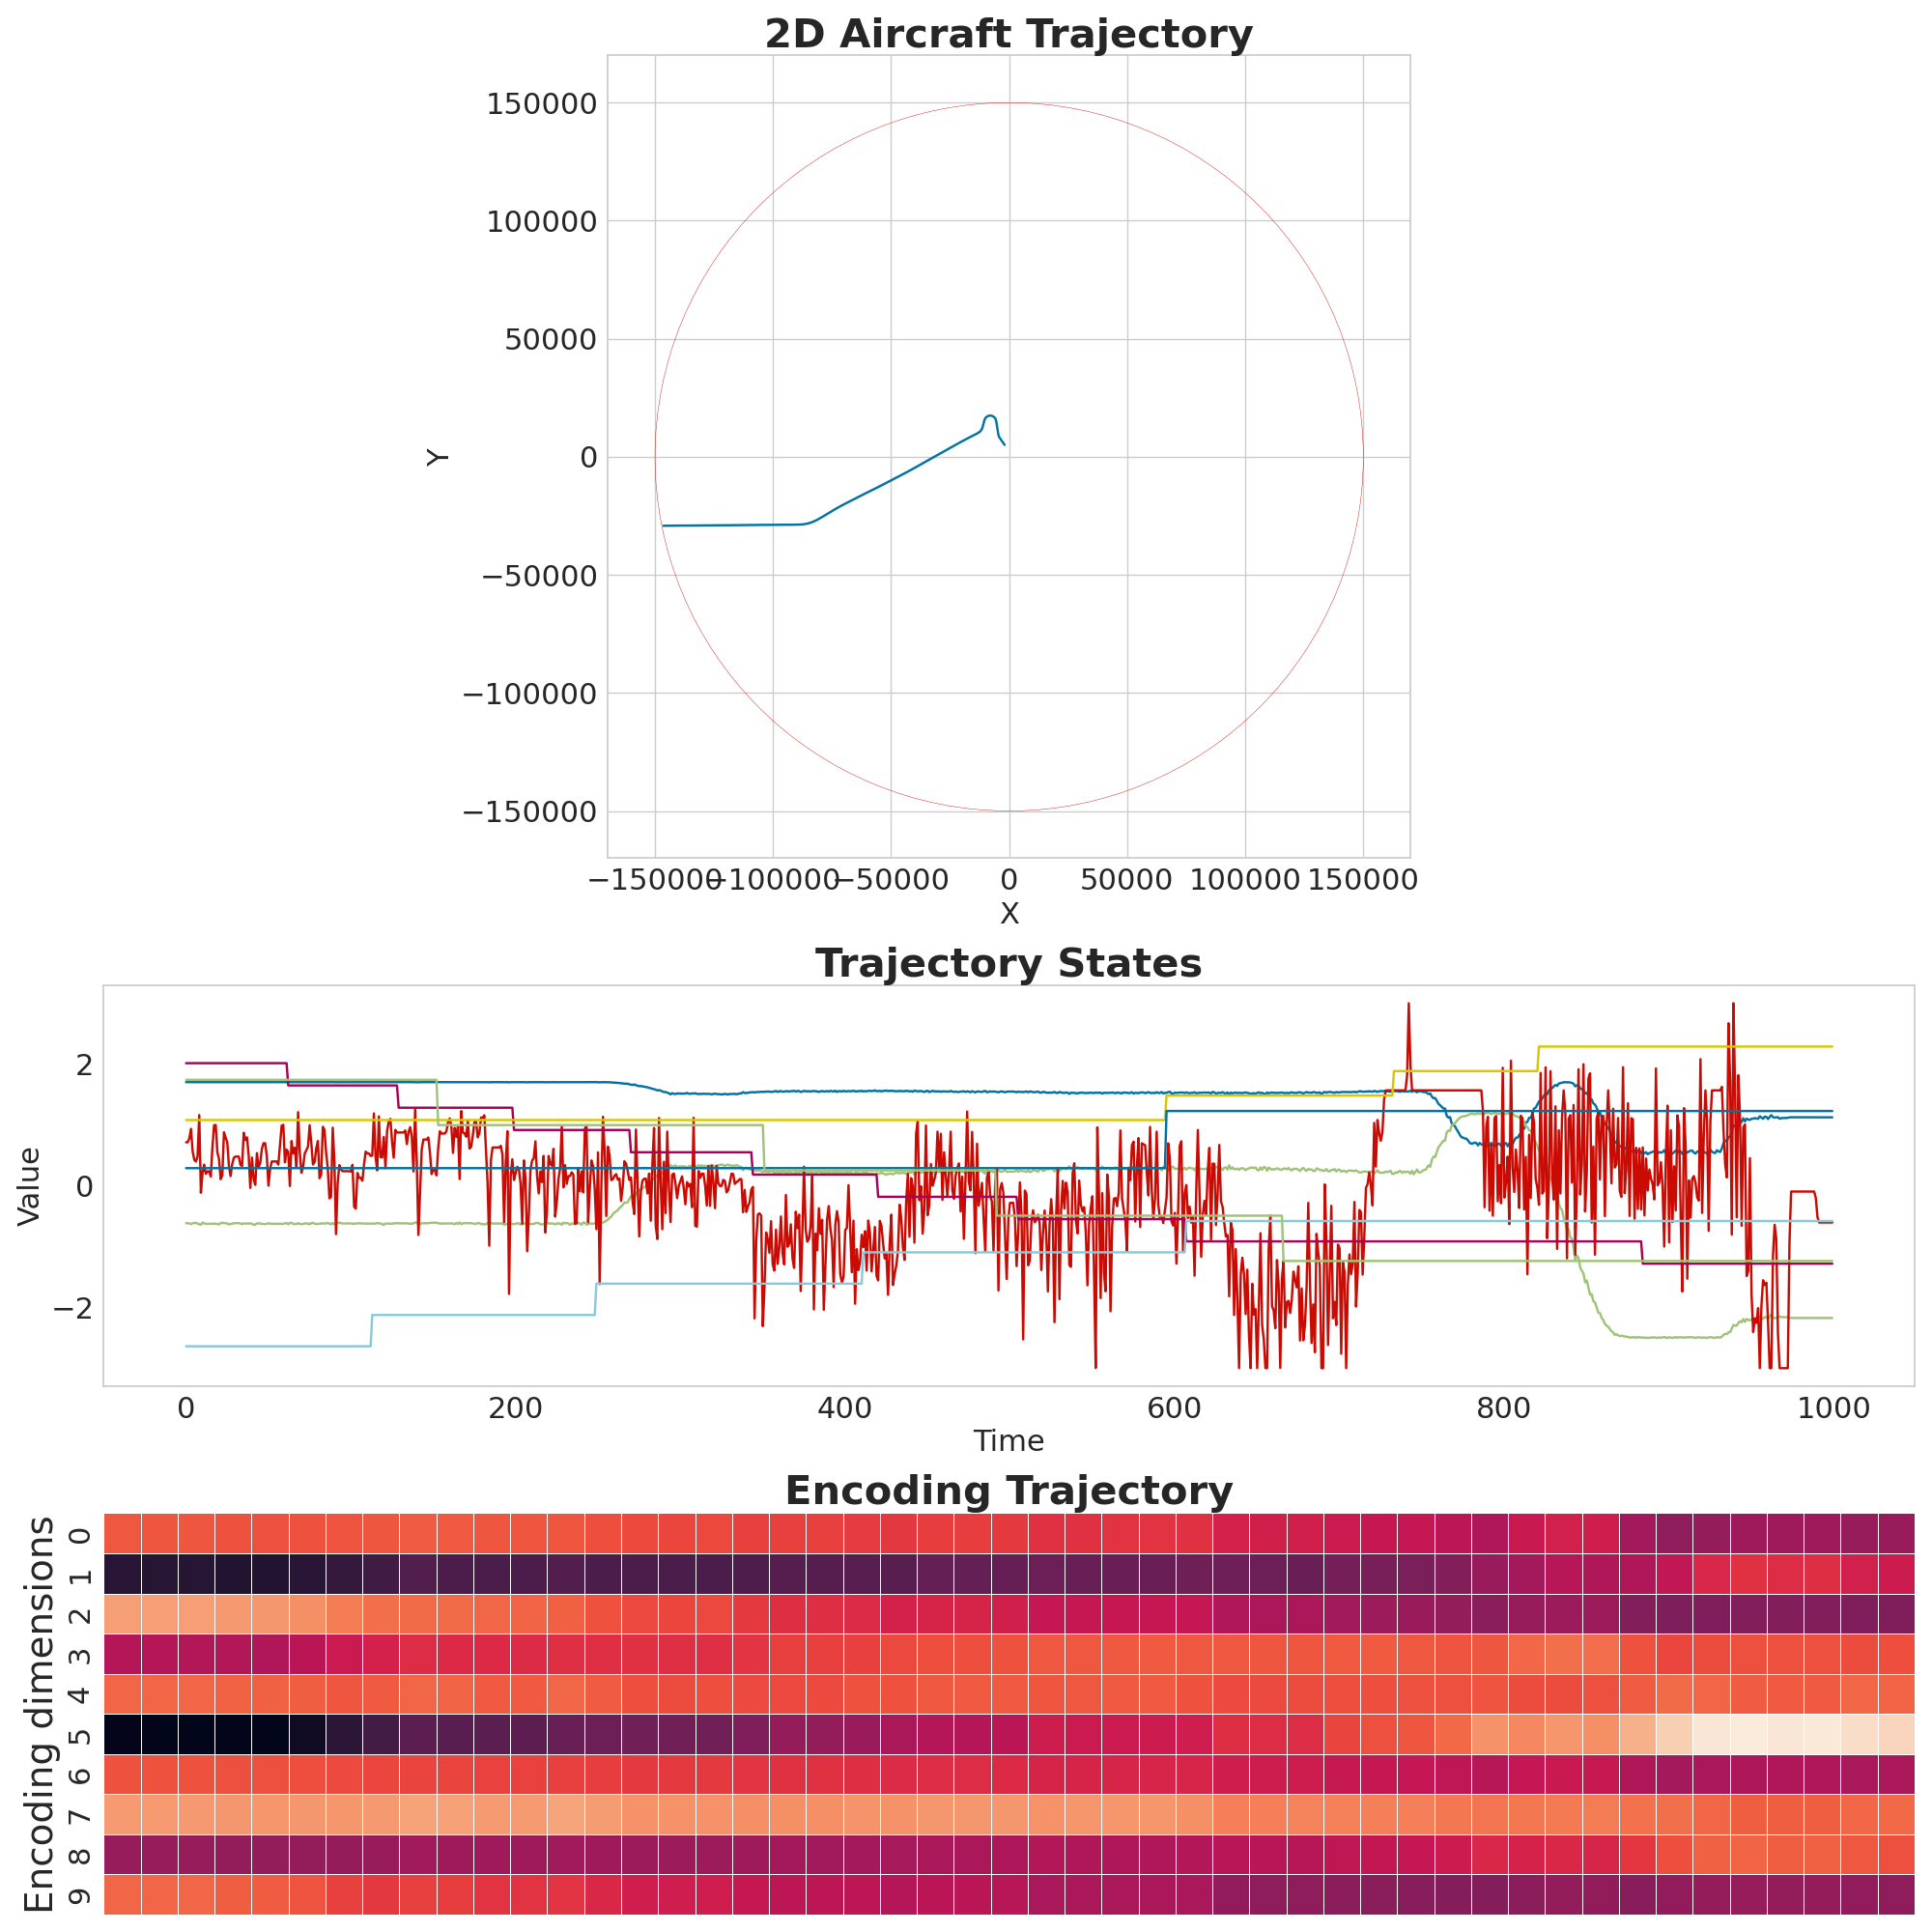 2D Aircraft Trajectory
150000
100000
50000
0
−50000
−100000
−150000
Y
−150000 −100000 −50000 0 50000 100000 150000
X
Trajectory States
2
0
−2
Value
0 200 400 600 800 1000
Time
Encoding Trajectory
Encoding dimensions
0
1
2
3
4
5
6
7
8
9